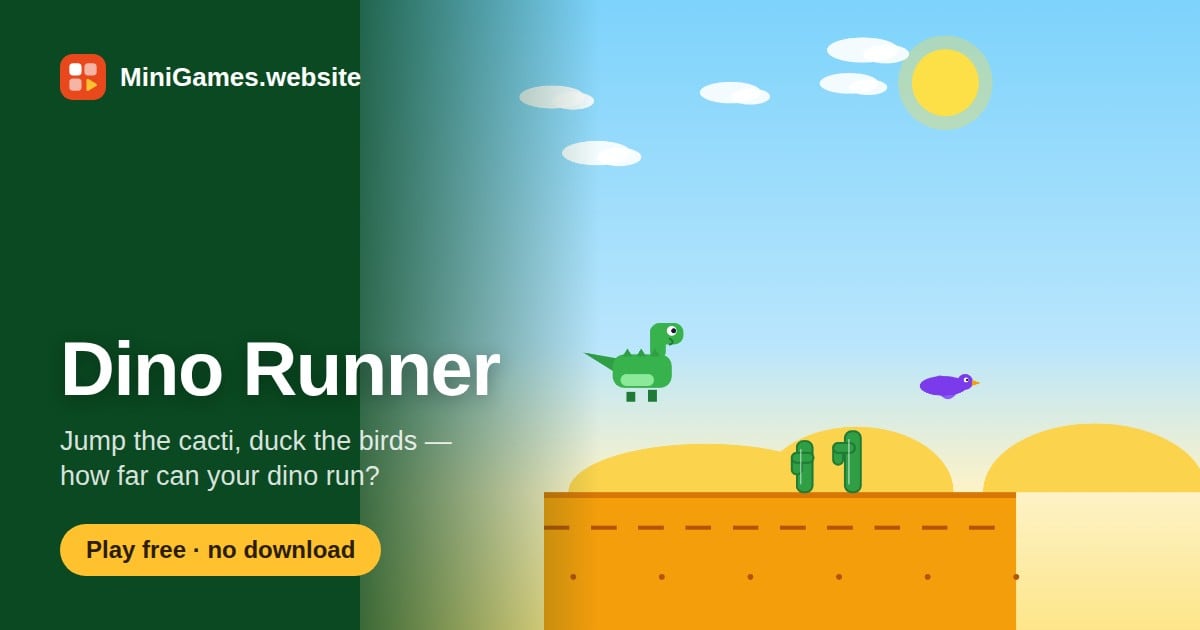 MiniGames.website
Dino Runner
Jump the cacti, duck the birds —
how far can your dino run?
Play free · no download